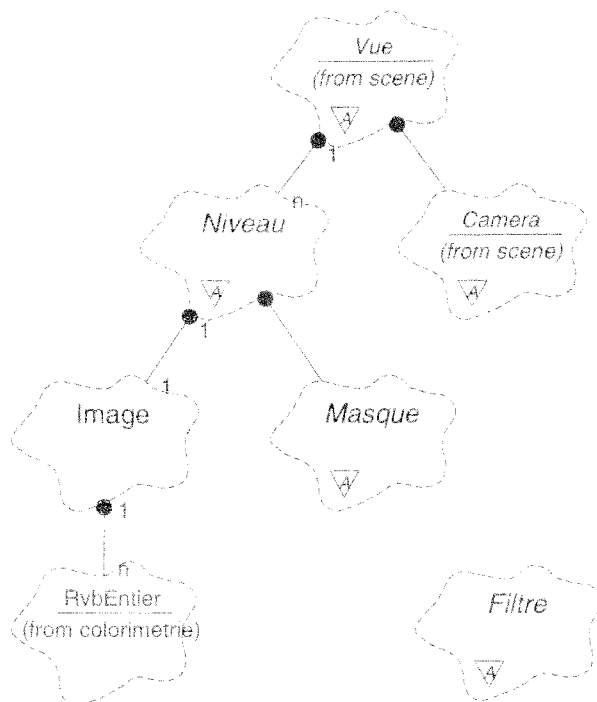 Vue
(from scene)
A
1
n
Niveau
Camera
(from scene)
A
A
1
1
Image
Masque
A
1
n
RvbEntier
(from colorimetrie)
Filtre
A